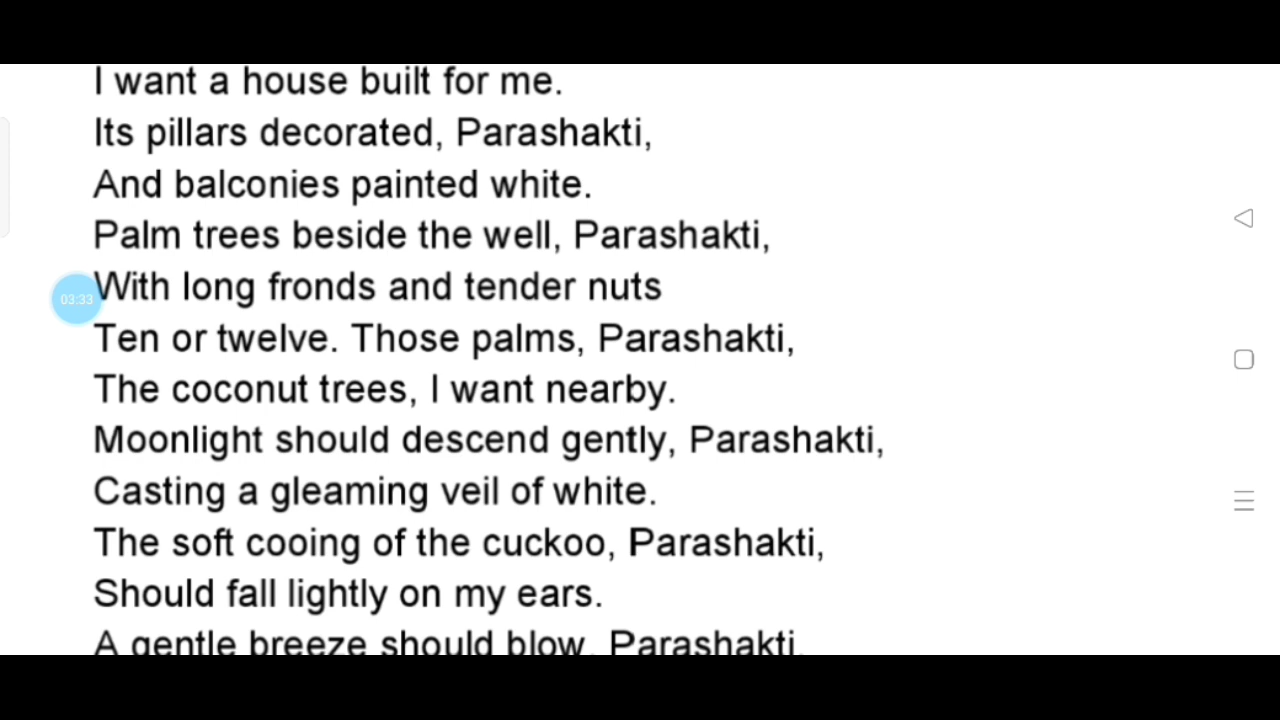 I want a house built for me.
Its pillars decorated, Parashakti,
And balconies painted white.
Palm trees beside the well, Parashakti,
With long fronds and tender nuts
03:33
Ten or twelve. Those palms, Parashakti,
The coconut trees, I want nearby.
Moonlight should descend gently, Parashakti,
Casting a gleaming veil of white.
The soft cooing of the cuckoo, Parashakti,
Should fall lightly on my ears.
A gentle breeze should blow, Parashakti,